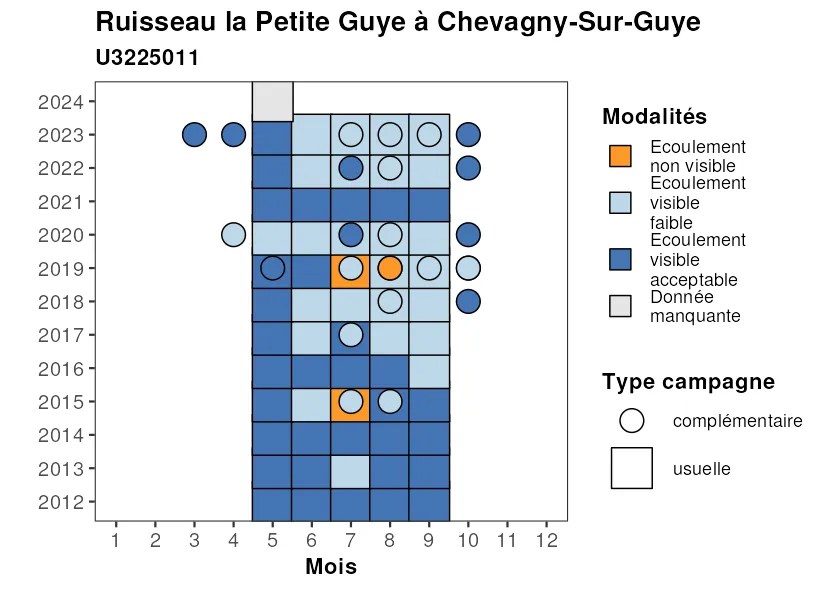 Ruisseau la Petite Guye à Chevagny-Sur-Guye
U3225011
2024
2023
2022
2021
2020
2019
2018
2017
2016
2015
2014
2013
2012
1 2 3 4 5 6 7 8 9 10 11 12
Mois
Modalités
Ecoulement
non visible
Ecoulement
visible
faible
Ecoulement
visible
acceptable
Donnée
manquante
Type campagne
complémentaire
usuelle